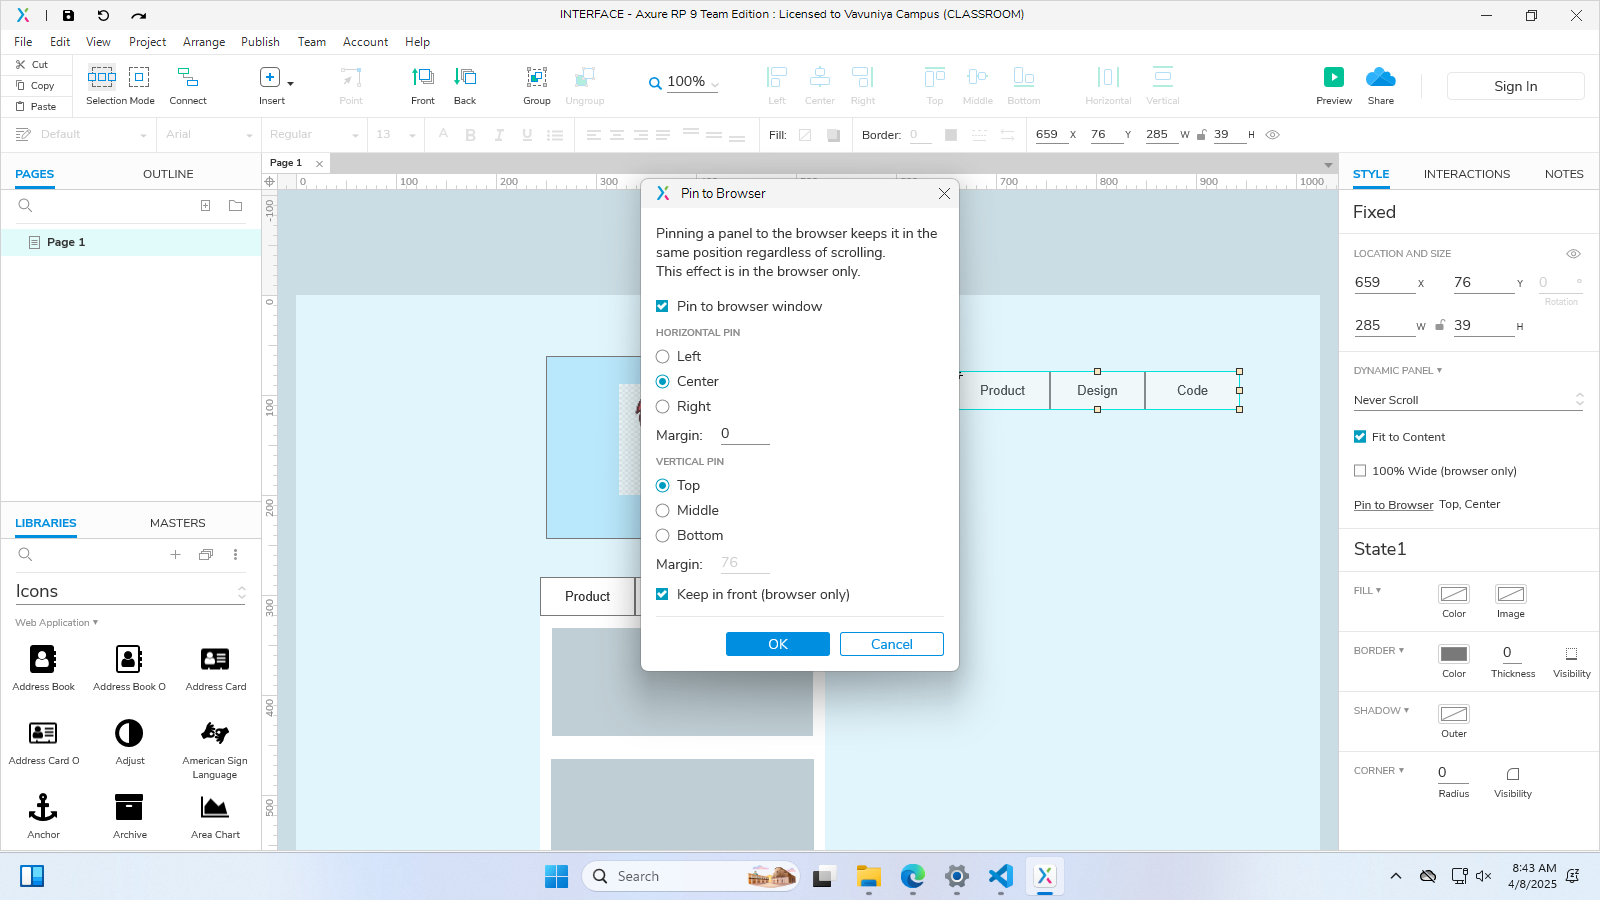 INTERFACE - Axure RP 9 Team Edition : Licensed to Vavuniya Campus (CLASSROOM)
File Edit View Project Arrange Publish Team Account Help
Cut
Copy
Paste
Selection Mode Connect Insert Point Front Back Group Ungroup 100% Left Center Right Top Middle Bottom Horizontal Vertical Preview Share Sign In
Default Arial Regular 13 A B I U Fill: Border: 0 659 X 76 Y 285 W 39 H
PAGES OUTLINE
Page 1
Page 1
0 100 200 300 700 800 900 1000
-100
0
100
200
300
400
500
Pin to Browser
Pinning a panel to the browser keeps it in the
same position regardless of scrolling.
This effect is in the browser only.
Pin to browser window
HORIZONTAL PIN
Left
Center
Right
Margin: 0
VERTICAL PIN
Top
Middle
Bottom
Margin: 76
Keep in front (browser only)
OK Cancel
Product Design Code
Product
LIBRARIES MASTERS
Icons
Web Application
Address Book Address Book O Address Card
Address Card O Adjust American Sign
Language
Anchor Archive Area Chart
STYLE INTERACTIONS NOTES
Fixed
LOCATION AND SIZE
659 X 76 Y 0 °
Rotation
285 W 39 H
DYNAMIC PANEL
Never Scroll
Fit to Content
100% Wide (browser only)
Pin to Browser Top, Center
State1
FILL
Color Image
BORDER 0
Color Thickness Visibility
SHADOW
Outer
CORNER 0
Radius Visibility
Search
8:43 AM
4/8/2025